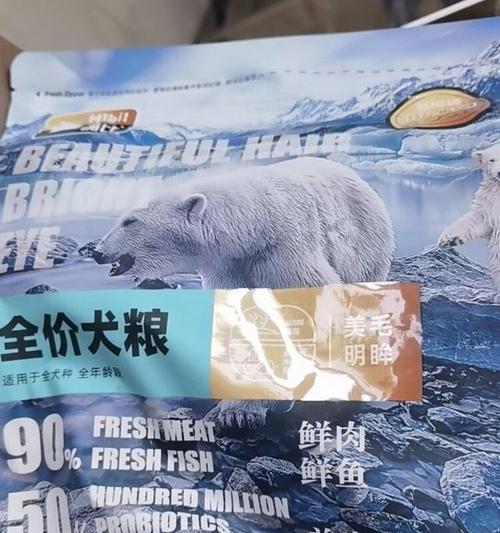 BEAUTIFUL HAIR
BRIGHT
EYE
全价犬粮
适用于全犬种 全年龄段
美毛
明眸
90%
FRESH MEAT
FRESH FISH
鲜肉
鲜鱼
50
HUNDRED MILLION
PROBIOTICS